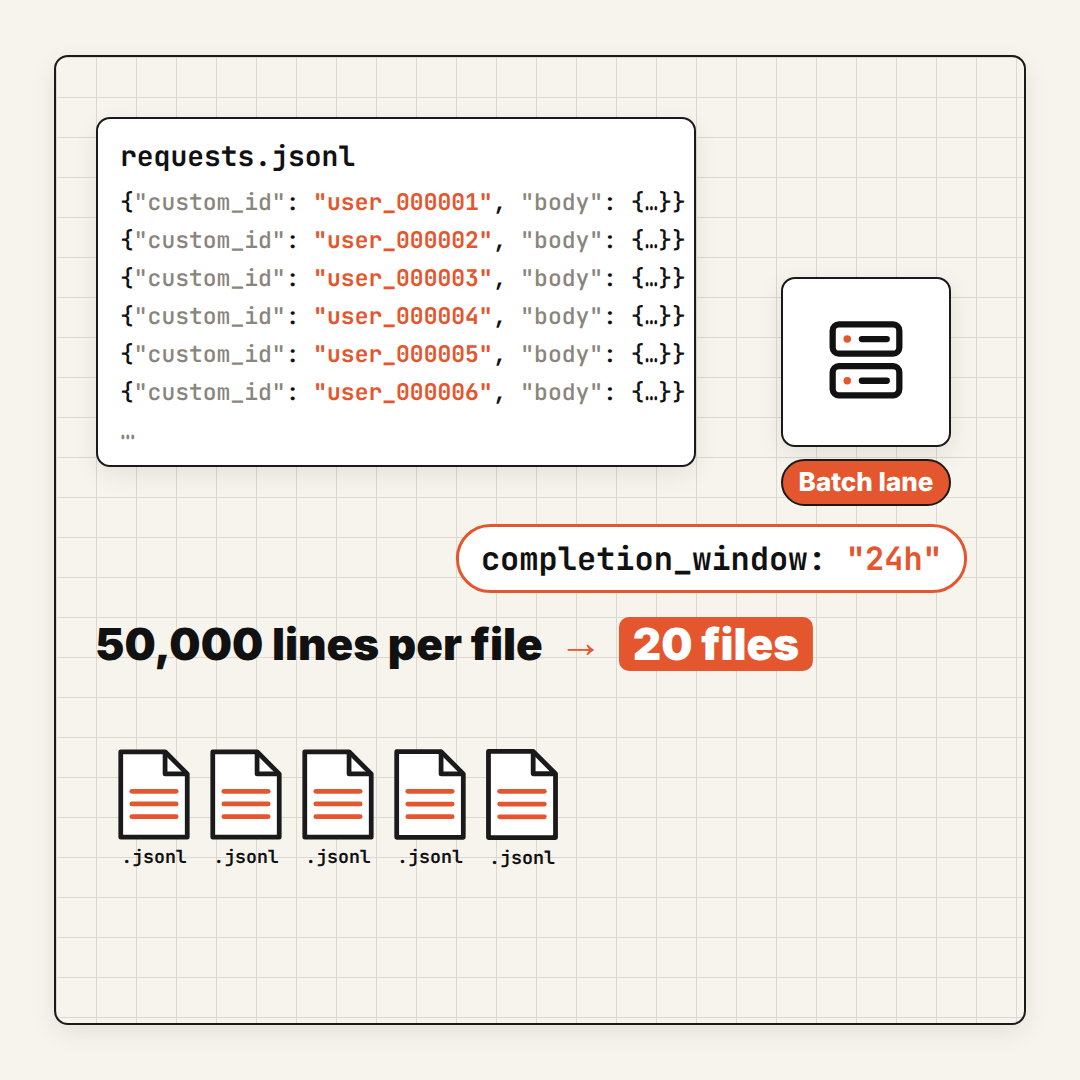 requests.jsonl
{"custom_id": "user_000001", "body": {…}}
{"custom_id": "user_000002", "body": {…}}
{"custom_id": "user_000003", "body": {…}}
{"custom_id": "user_000004", "body": {…}}
{"custom_id": "user_000005", "body": {…}}
{"custom_id": "user_000006", "body": {…}}
…
Batch lane
completion_window: "24h"
50,000 lines per file → 20 files
.jsonl .jsonl .jsonl .jsonl .jsonl